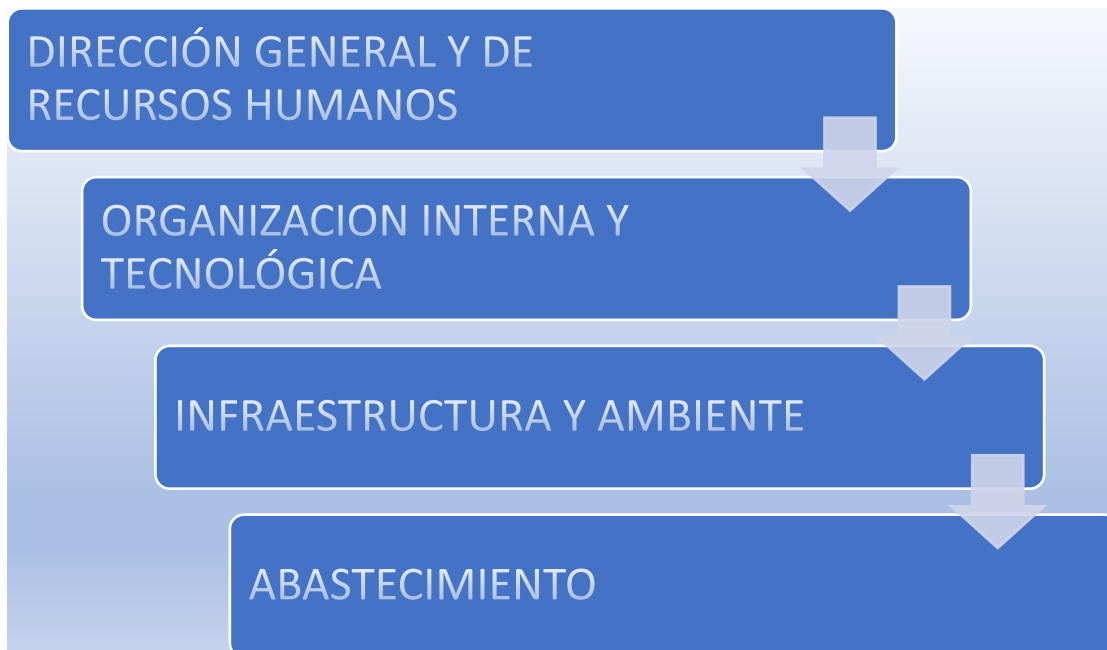 DIRECCIÓN GENERAL Y DE
RECURSOS HUMANOS
ORGANIZACION INTERNA Y
TECNOLÓGICA
INFRAESTRUCTURA Y AMBIENTE
ABASTECIMIENTO